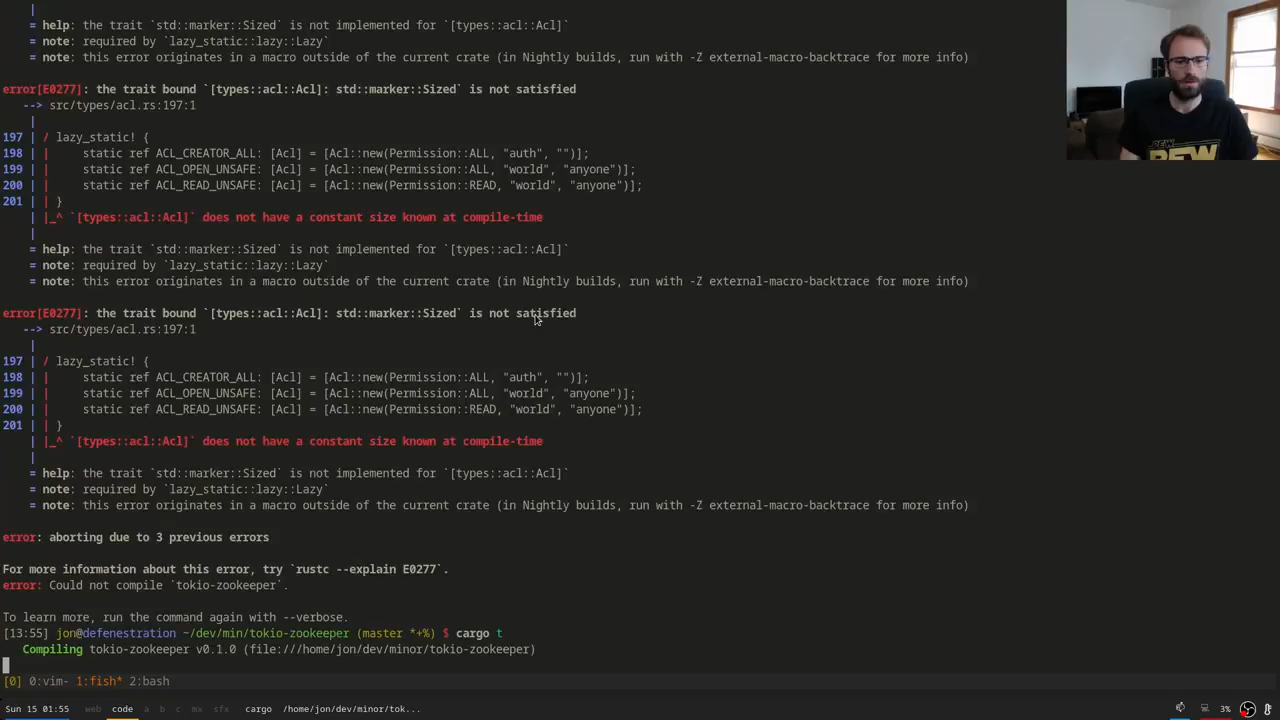 |
= help: the trait `std::marker::Sized` is not implemented for `[types::acl::Acl]`
= note: required by `lazy_static::lazy::Lazy`
= note: this error originates in a macro outside of the current crate (in Nightly builds, run with -Z external-macro-backtrace for more info)
error[E0277]: the trait bound `[types::acl::Acl]: std::marker::Sized` is not satisfied
--> src/types/acl.rs:197:1
|
197 | / lazy_static! {
198 | |     static ref ACL_CREATOR_ALL: [Acl] = [Acl::new(Permission::ALL, "auth", "")];
199 | |     static ref ACL_OPEN_UNSAFE: [Acl] = [Acl::new(Permission::ALL, "world", "anyone")];
200 | |     static ref ACL_READ_UNSAFE: [Acl] = [Acl::new(Permission::READ, "world", "anyone")];
201 | | }
| |_^ `[types::acl::Acl]` does not have a constant size known at compile-time
|
= help: the trait `std::marker::Sized` is not implemented for `[types::acl::Acl]`
= note: required by `lazy_static::lazy::Lazy`
= note: this error originates in a macro outside of the current crate (in Nightly builds, run with -Z external-macro-backtrace for more info)
error[E0277]: the trait bound `[types::acl::Acl]: std::marker::Sized` is not satisfied
--> src/types/acl.rs:197:1
|
197 | / lazy_static! {
198 | |     static ref ACL_CREATOR_ALL: [Acl] = [Acl::new(Permission::ALL, "auth", "")];
199 | |     static ref ACL_OPEN_UNSAFE: [Acl] = [Acl::new(Permission::ALL, "world", "anyone")];
200 | |     static ref ACL_READ_UNSAFE: [Acl] = [Acl::new(Permission::READ, "world", "anyone")];
201 | | }
| |_^ `[types::acl::Acl]` does not have a constant size known at compile-time
|
= help: the trait `std::marker::Sized` is not implemented for `[types::acl::Acl]`
= note: required by `lazy_static::lazy::Lazy`
= note: this error originates in a macro outside of the current crate (in Nightly builds, run with -Z external-macro-backtrace for more info)
error: aborting due to 3 previous errors
For more information about this error, try `rustc --explain E0277`.
error: Could not compile `tokio-zookeeper`.
To learn more, run the command again with --verbose.
[13:55] jon@defenestration ~/dev/min/tokio-zookeeper (master *+%) $ cargo t
Compiling tokio-zookeeper v0.1.0 (file:///home/jon/dev/minor/tokio-zookeeper)
[0] 0:vim- 1:fish* 2:bash
Sun 15 01:55 web code a b c mx sfx cargo /home/jon/dev/minor/tok... 3%
PEW